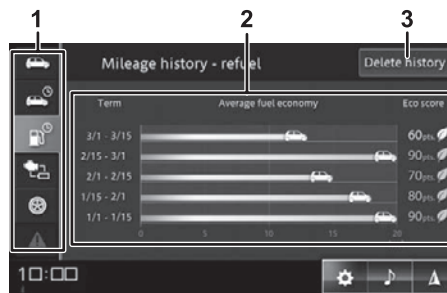 1 2 3
Mileage history - refuel Delete history
Term Average fuel economy Eco score
3/1 - 3/15 60pts.
2/15 - 3/1 90pts.
2/1 - 2/15 70pts.
1/15 - 2/1 80pts.
1/1 - 1/15 90pts.
0 5 10 15 20
10:00